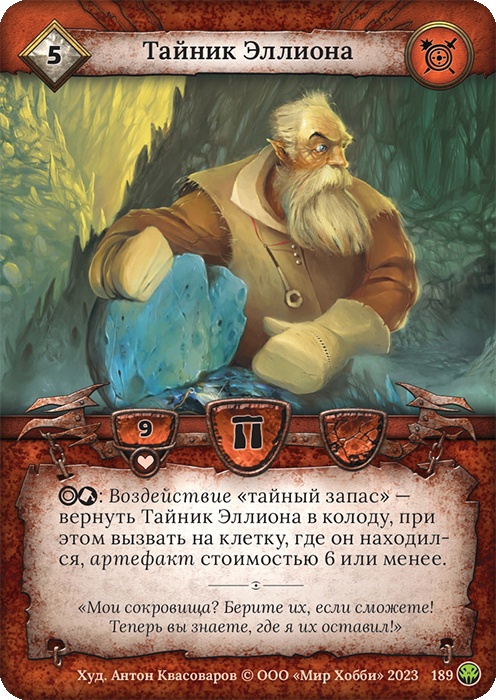 5
Тайник Эллиона
9
: Воздействие «тайный запас» —
вернуть Тайник Эллиона в колоду, при
этом вызвать на клетку, где он находил-
ся, артефакт стоимостью 6 или менее.
«Мои сокровища? Берите их, если сможете!
Теперь вы знаете, где я их оставил!»
Худ. Антон Квасоваров © ООО «Мир Хобби» 2023 189